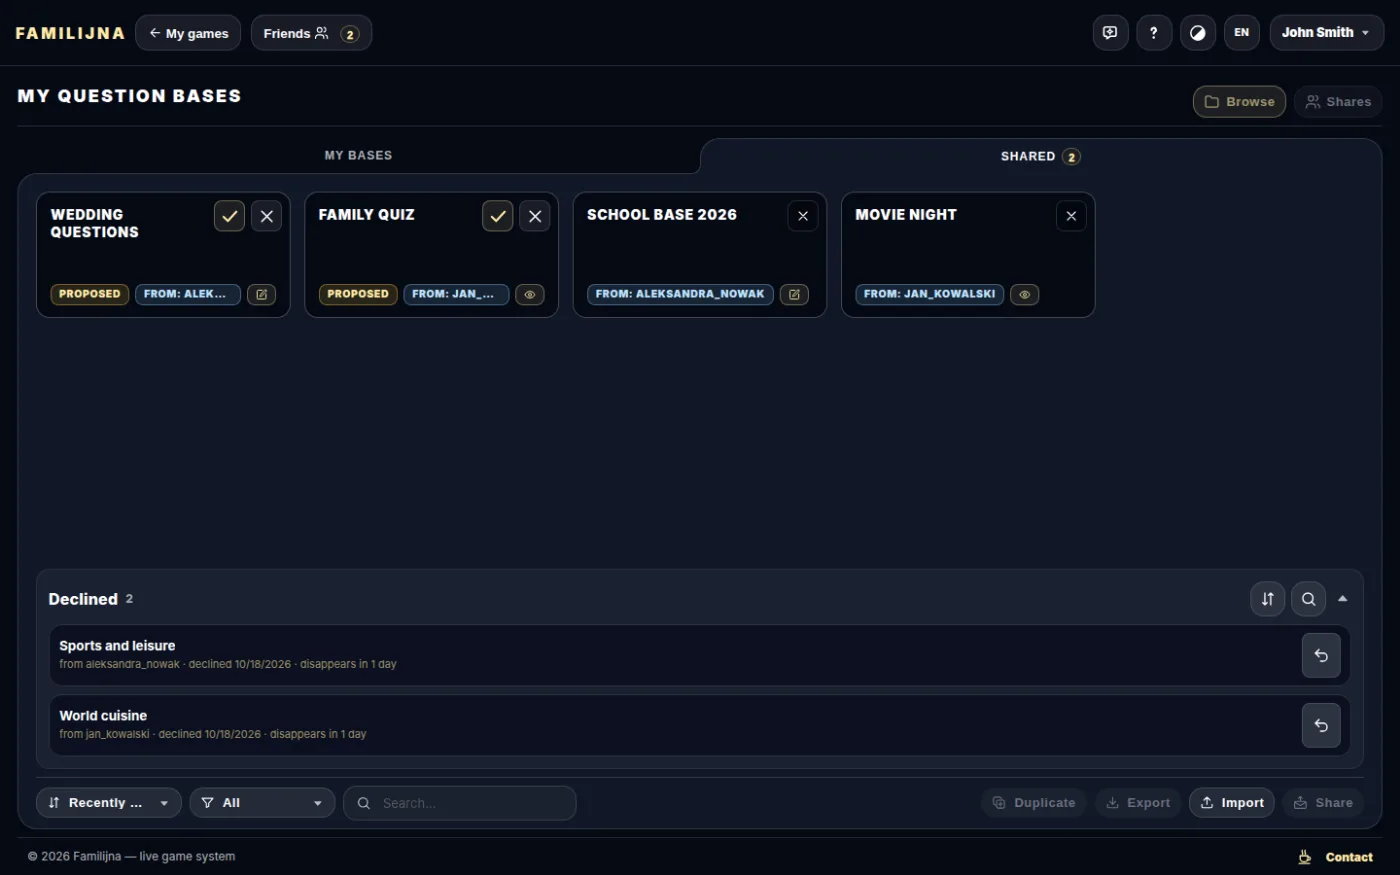 FAMILIJNA
My games
Friends 2
?
EN
John Smith
MY QUESTION BASES
Browse
Shares
MY BASES
SHARED 2
WEDDING
QUESTIONS
PROPOSED
FROM: ALEK...
FAMILY QUIZ
PROPOSED
FROM: JAN_...
SCHOOL BASE 2026
FROM: ALEKSANDRA_NOWAK
MOVIE NIGHT
FROM: JAN_KOWALSKI
Declined 2
Sports and leisure
from aleksandra_nowak · declined 10/18/2026 · disappears in 1 day
World cuisine
from jan_kowalski · declined 10/18/2026 · disappears in 1 day
Recently ...
All
Search...
Duplicate
Export
Import
Share
© 2026 Familijna — live game system
Contact